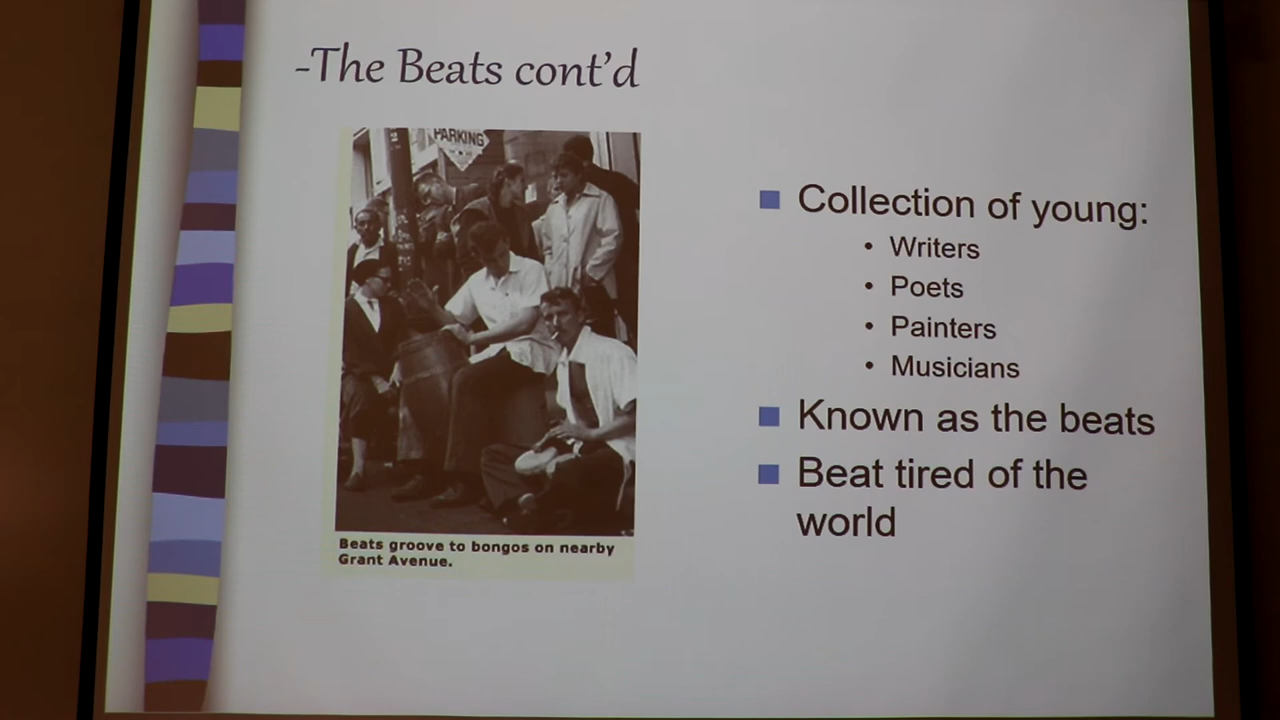 -The Beats cont'd
PARKING
Collection of young:
• Writers
• Poets
• Painters
• Musicians
Known as the beats
Beat tired of the
world
Beats groove to bongos on nearby
Grant Avenue.